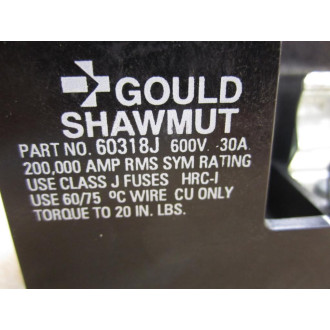 GOULD
SHAWMUT
PART NO. 60318J 600V. 30A
200,000 AMP RMS SYM RATING
USE CLASS J FUSES HRC-I
USE 60/75 ºC WIRE CU ONLY
TORQUE TO 20 IN. LBS.